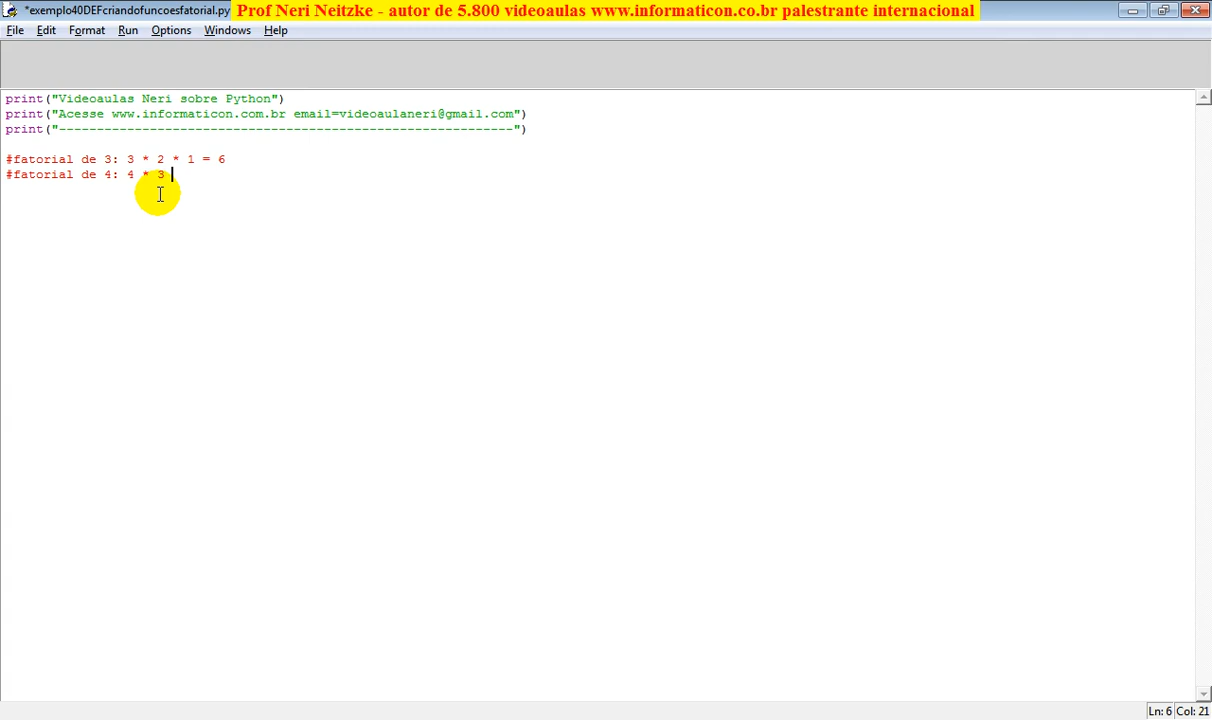 *exemplo40DEFcriandofuncoesfatorial.py
Prof Neri Neitzke - autor de 5.800 videoaulas www.informaticon.co.br palestrante internacional
File Edit Format Run Options Windows Help
print("Videoaulas Neri sobre Python")
print("Acesse www.informaticon.com.br email=videoaulaneri@gmail.com")
print("------------------------------------------------------------")
#fatorial de 3: 3 * 2 * 1 = 6
#fatorial de 4: 4 * 3
Ln: 6 Col: 21